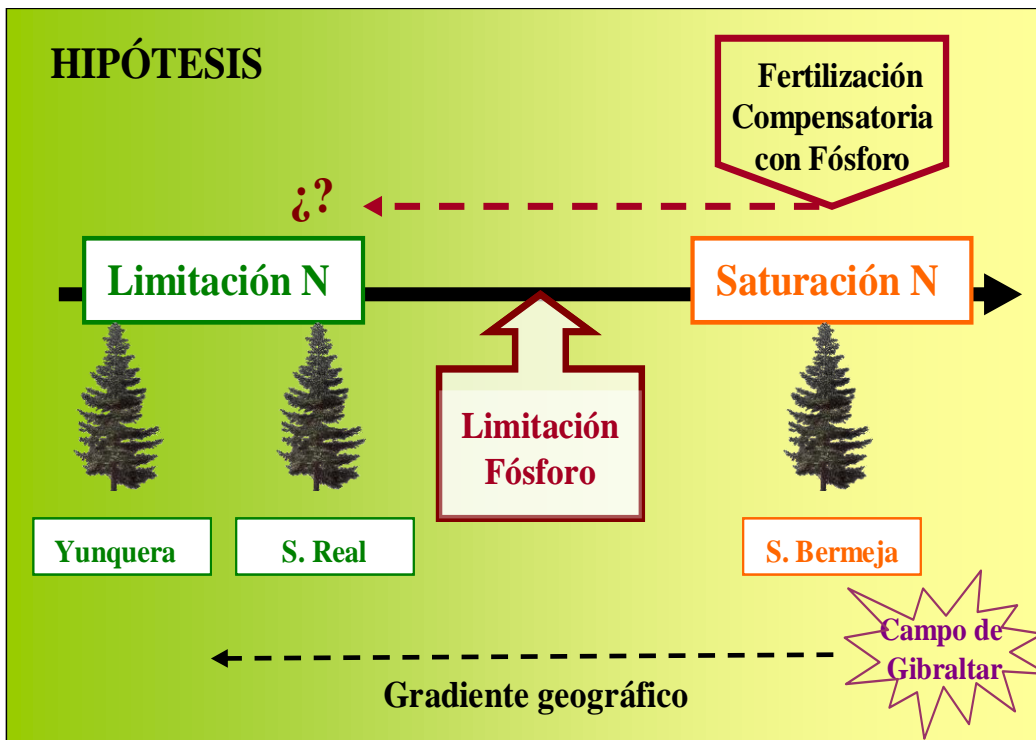 HIPÓTESIS
Fertilización
Compensatoria
con Fósforo
¿?
Limitación N
Saturación N
Limitación
Fósforo
Yunquera
S. Real
S. Bermeja
Campo de
Gibraltar
Gradiente geográfico